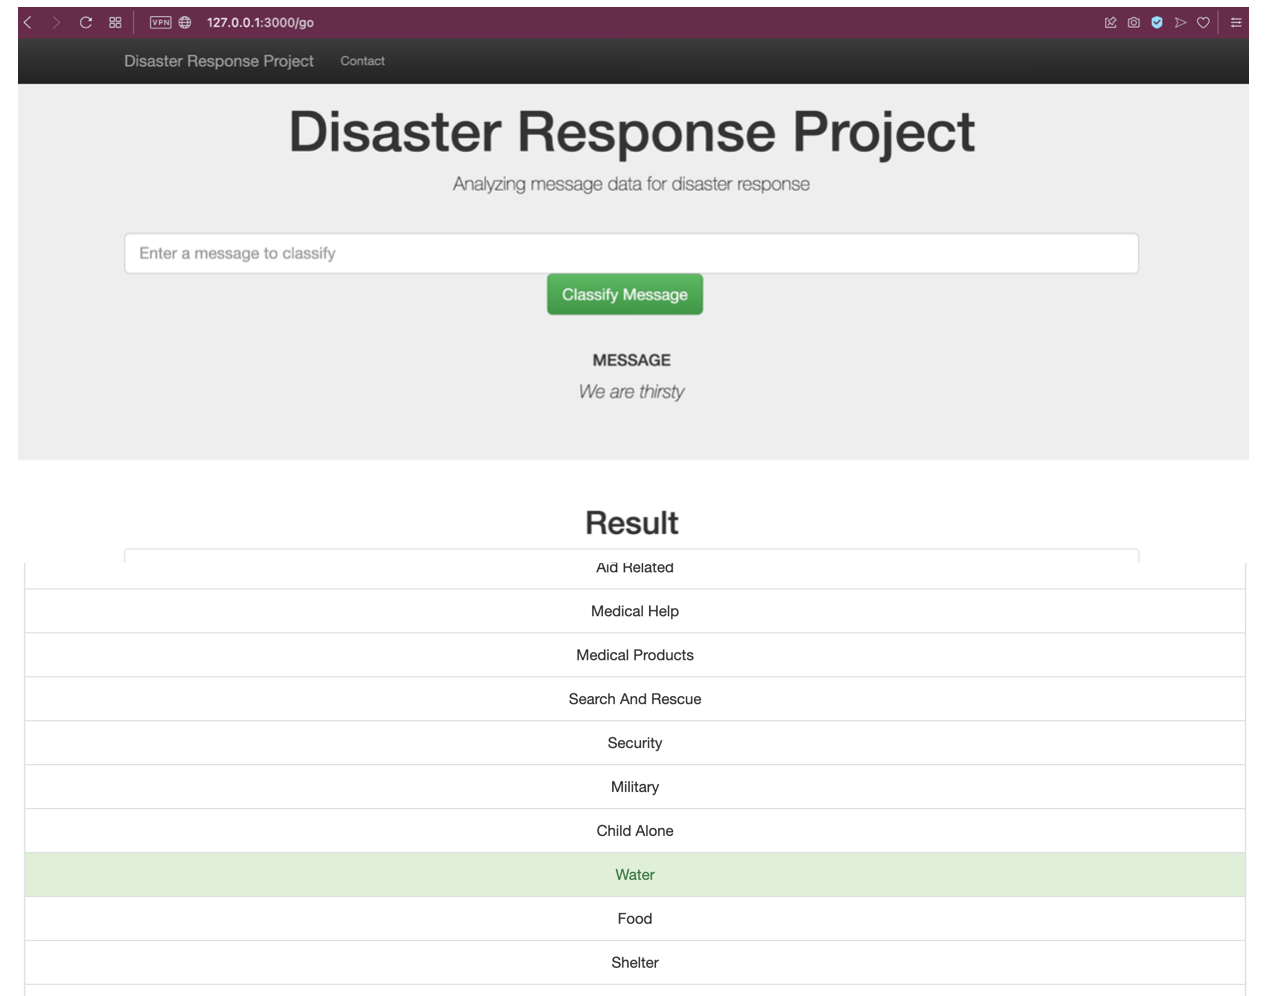 VPN 127.0.0.1:3000/go
Disaster Response Project Contact
Disaster Response Project
Analyzing message data for disaster response
Enter a message to classify
Classify Message
MESSAGE
We are thirsty
Result
Aid Related
Medical Help
Medical Products
Search And Rescue
Security
Military
Child Alone
Water
Food
Shelter